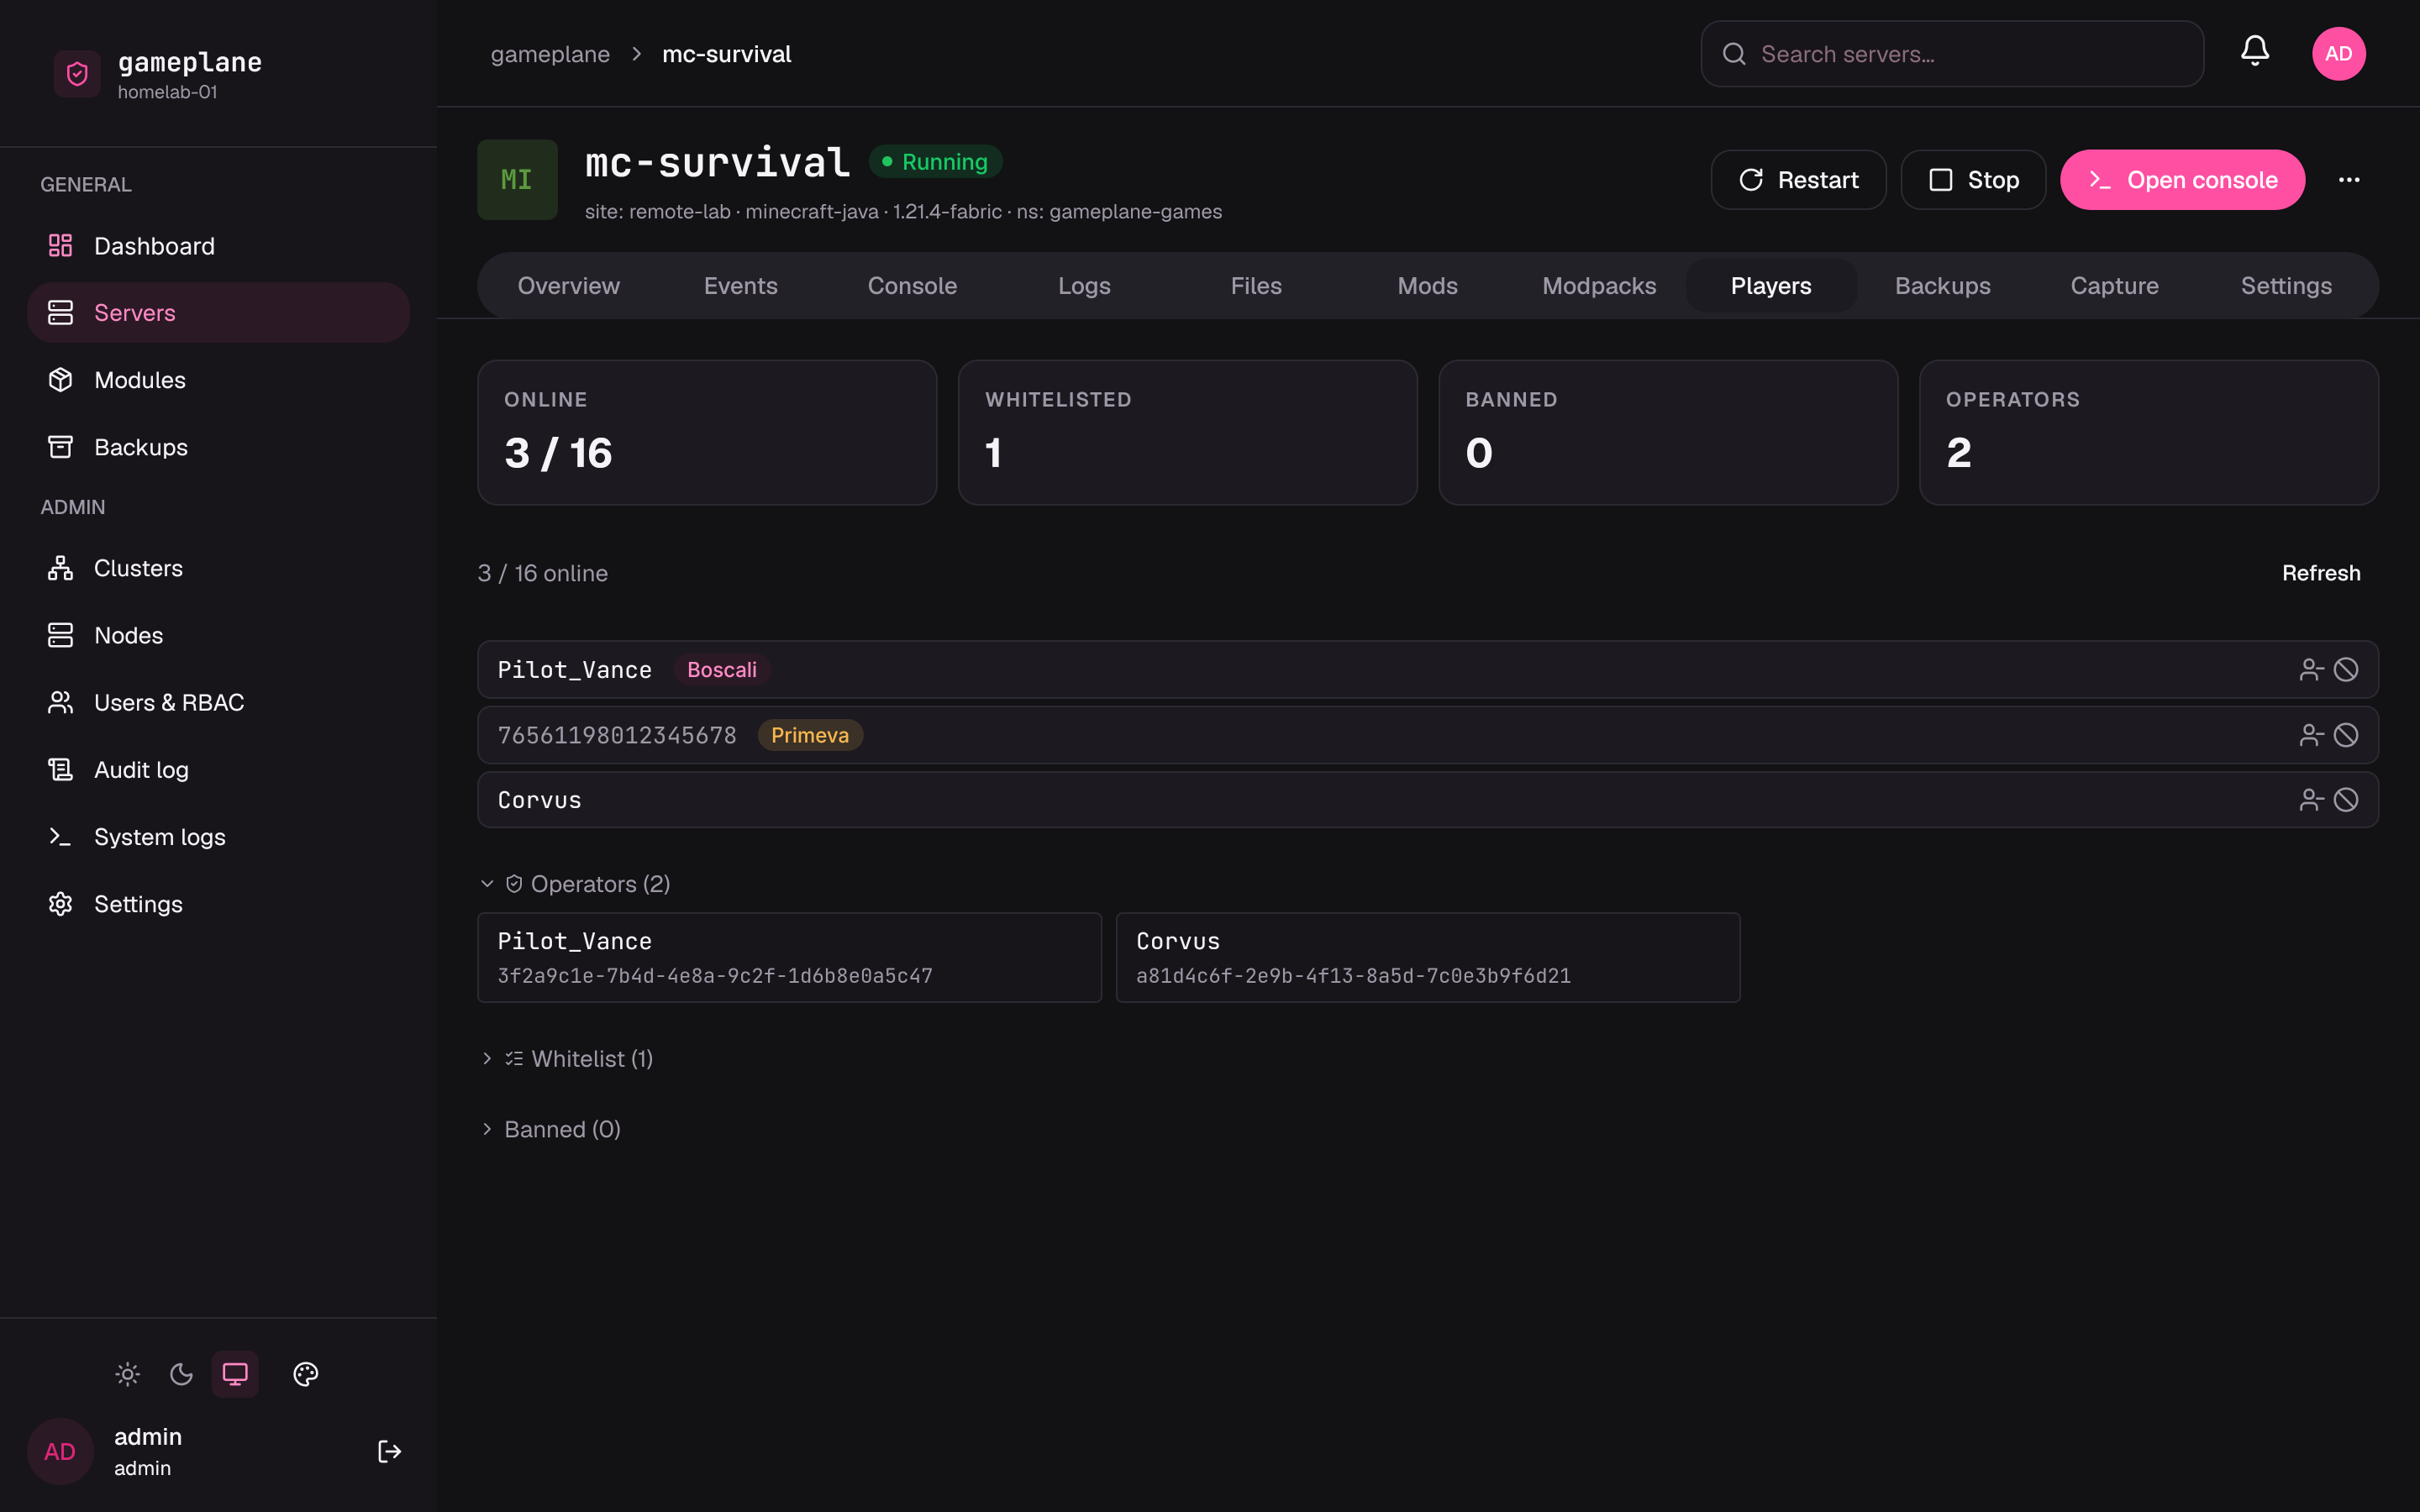 gameplane
homelab-01
GENERAL
Dashboard
Servers
Modules
Backups
ADMIN
Clusters
Nodes
Users & RBAC
Audit log
System logs
Settings
AD
admin
admin
gameplane > mc-survival
Search servers...
AD
MI
mc-survival
Running
site: remote-lab · minecraft-java · 1.21.4-fabric · ns: gameplane-games
Restart
Stop
Open console
Overview
Events
Console
Logs
Files
Mods
Modpacks
Players
Backups
Capture
Settings
ONLINE
3 / 16
WHITELISTED
1
BANNED
0
OPERATORS
2
3 / 16 online
Refresh
Pilot_Vance Boscali
76561198012345678 Primeva
Corvus
Operators (2)
Pilot_Vance
3f2a9c1e-7b4d-4e8a-9c2f-1d6b8e0a5c47
Corvus
a81d4c6f-2e9b-4f13-8a5d-7c0e3b9f6d21
Whitelist (1)
Banned (0)